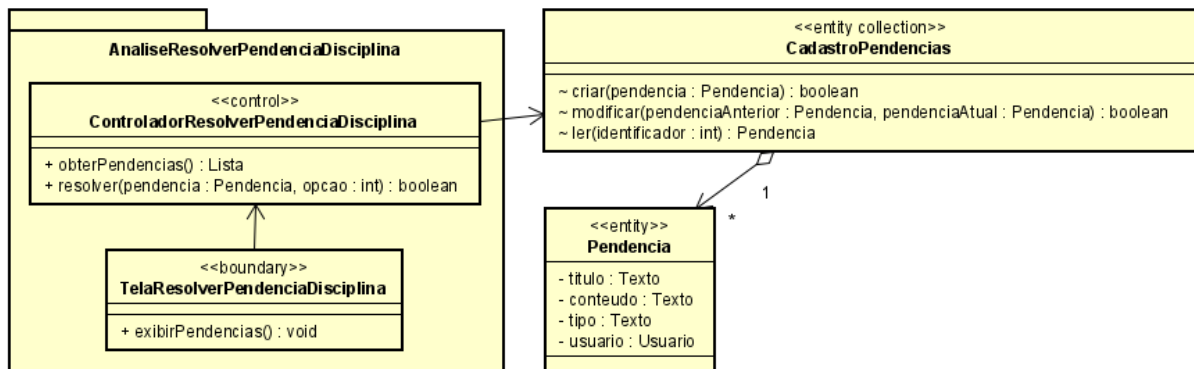 AnaliseResolverPendenciaDisciplina
<<control>>
ControladorResolverPendenciaDisciplina
+ obterPendencias() : Lista
+ resolver(pendencia : Pendencia, opcao : int) : boolean
<<boundary>>
TelaResolverPendenciaDisciplina
+ exibirPendencias() : void
<<entity collection>>
CadastroPendencias
~ criar(pendencia : Pendencia) : boolean
~ modificar(pendenciaAnterior : Pendencia, pendenciaAtual : Pendencia) : boolean
~ ler(identificador : int) : Pendencia
1
*
<<entity>>
Pendencia
- titulo : Texto
- conteudo : Texto
- tipo : Texto
- usuario : Usuario